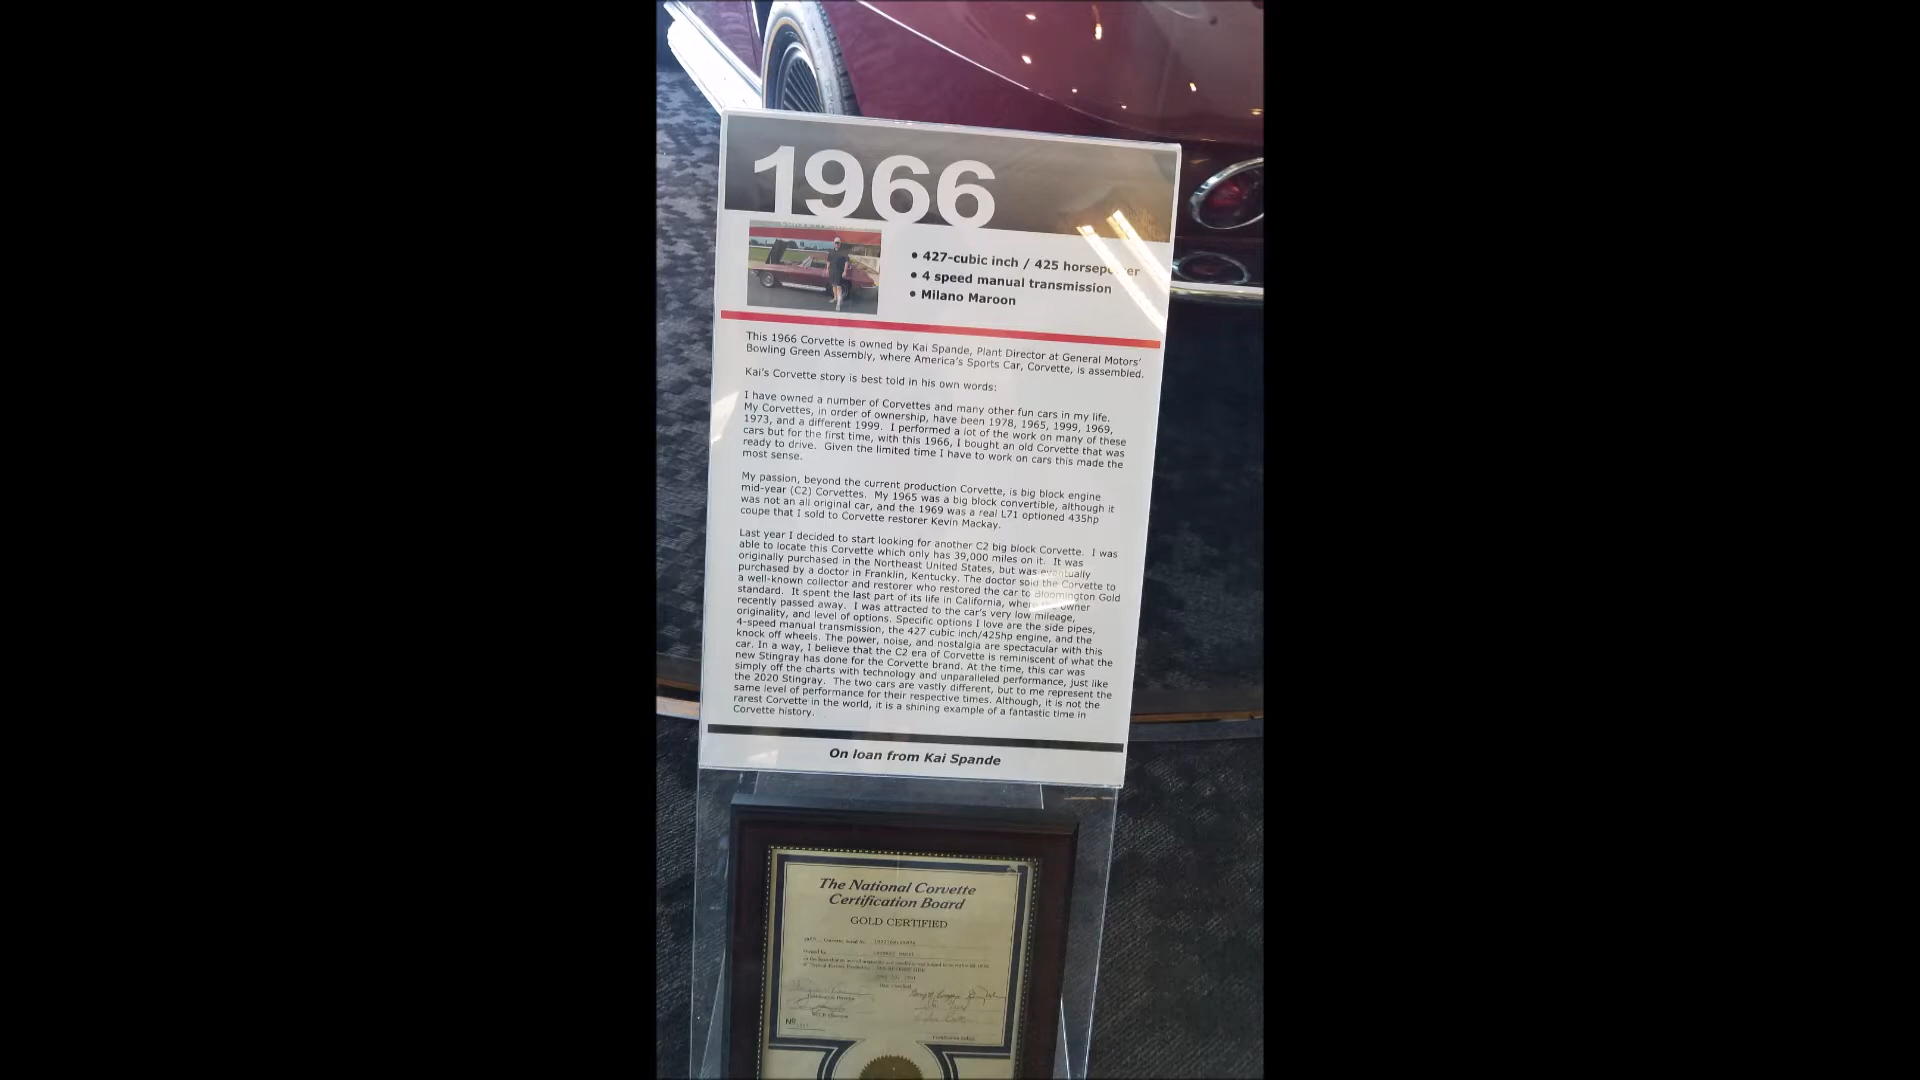 1966
• 427-cubic inch / 425 horsepower
• 4 speed manual transmission
• Milano Maroon
This 1966 Corvette is owned by Kai Spande, Plant Director at General Motors'
Bowling Green Assembly, where America's Sports Car, Corvette, is assembled.
Kai's Corvette story is best told in his own words:
I have owned a number of Corvettes and many other fun cars in my life.
My Corvettes, in order of ownership, have been 1978, 1965, 1999, 1969,
1973, and a different 1999. I performed a lot of the work on many of these
cars but for the first time, with this 1966, I bought an old Corvette that was
ready to drive. Given the limited time I have to work on cars this made the
most sense.
My passion, beyond the current production Corvette, is big block engine
mid-year (C2) Corvettes. My 1965 was a big block convertible, although it
was not an all original car, and the 1969 was a real L71 optioned 435hp
coupe that I sold to Corvette restorer Kevin Mackay.
Last year I decided to start looking for another C2 big block Corvette. I was
able to locate this Corvette which only has 39,000 miles on it. It was
originally purchased in the Northeast United States, but was eventually
purchased by a doctor in Franklin, Kentucky. The doctor sold the Corvette to
a well-known collector and restorer who restored the car to Bloomington Gold
standard. It spent the last part of its life in California, where the owner
recently passed away. I was attracted to the car's very low mileage,
originality, and level of options. Specific options I love are the side pipes,
4-speed manual transmission, the 427 cubic inch/425hp engine, and the
knock off wheels. The power, noise, and nostalgia are spectacular with this
car. In a way, I believe that the C2 era of Corvette is reminiscent of what the
new Stingray has done for the Corvette brand. At the time, this car was
simply off the charts with technology and unparalleled performance, just like
the 2020 Stingray. The two cars are vastly different, but to me represent the
same level of performance for their respective times. Although, it is not the
rarest Corvette in the world, it is a shining example of a fantastic time in
Corvette history.
On loan from Kai Spande
The National Corvette
Certification Board
GOLD CERTIFIED